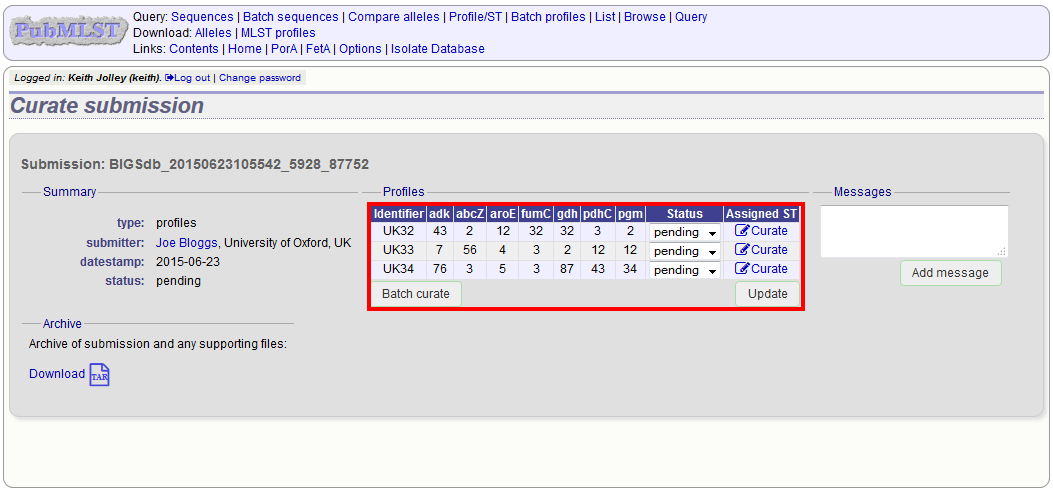 PubMLST
Query: Sequences | Batch sequences | Compare alleles | Profile/ST | Batch profiles | List | Browse | Query
Download: Alleles | MLST profiles
Links: Contents | Home | PorA | FetA | Options | Isolate Database
Logged in: Keith Jolley (keith). Log out | Change password
Curate submission
Submission: BIGSdb_20150623105542_5928_87752
Summary
type: profiles
submitter: Joe Bloggs, University of Oxford, UK
datestamp: 2015-06-23
status: pending
Profiles
Identifier adk abcZ aroE fumC gdh pdhC pgm Status Assigned ST
UK32 43 2 12 32 32 3 2 pending Curate
UK33 7 56 4 3 2 12 12 pending Curate
UK34 76 3 5 3 87 43 34 pending Curate
Batch curate Update
Messages
Add message
Archive
Archive of submission and any supporting files:
Download TAR